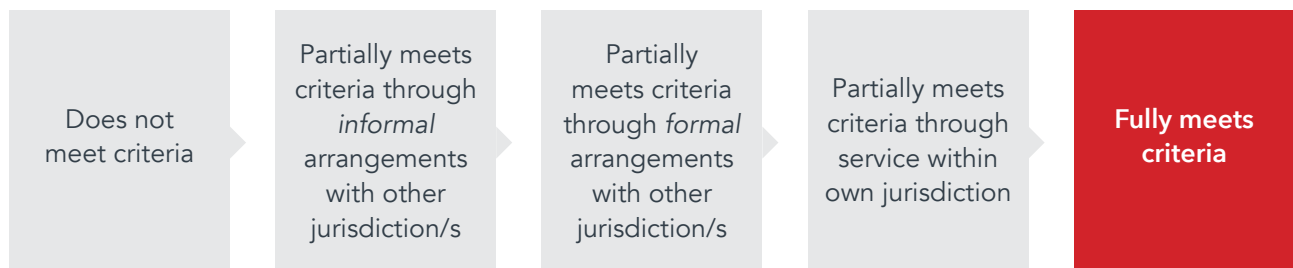 Does not
meet criteria
Partially meets
criteria through
informal
arrangements
with other
jurisdiction/s
Partially
meets criteria
through formal
arrangements
with other
jurisdiction/s
Partially meets
criteria through
service within
own jurisdiction
Fully meets
criteria